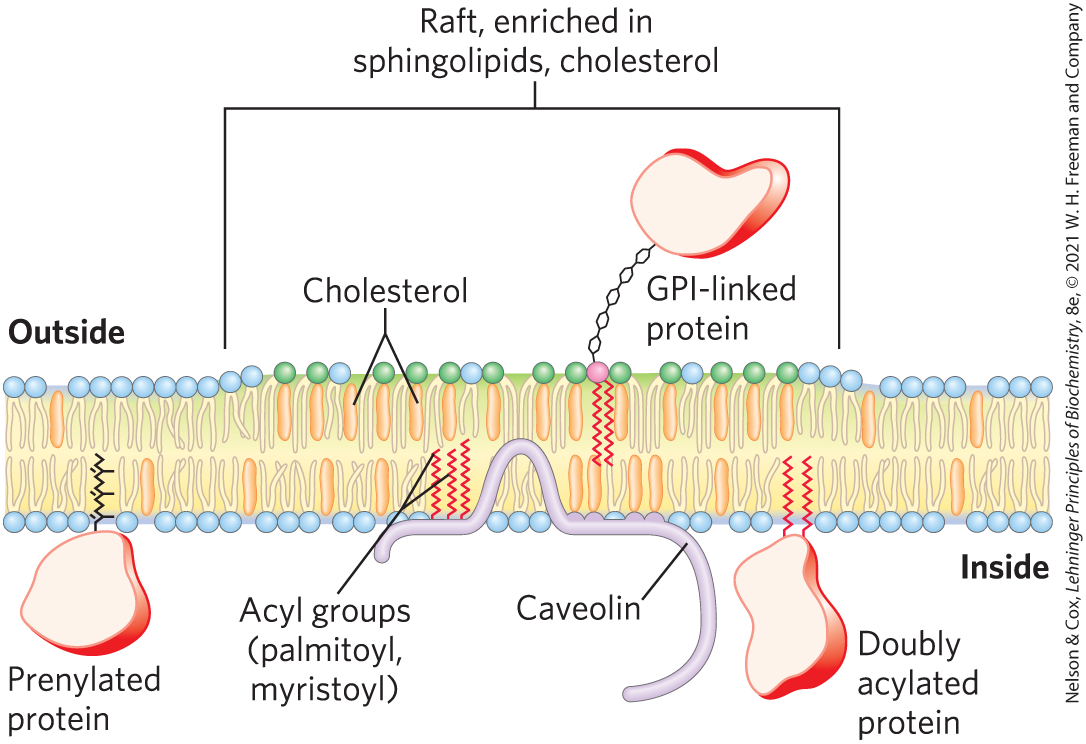 Raft, enriched in
sphingolipids, cholesterol
Cholesterol
GPI-linked
protein
Outside
Inside
Acyl groups
(palmitoyl,
myristoyl)
Caveolin
Prenylated
protein
Doubly
acylated
protein
Nelson & Cox, Lehninger Principles of Biochemistry, 8e, © 2021 W. H. Freeman and Company